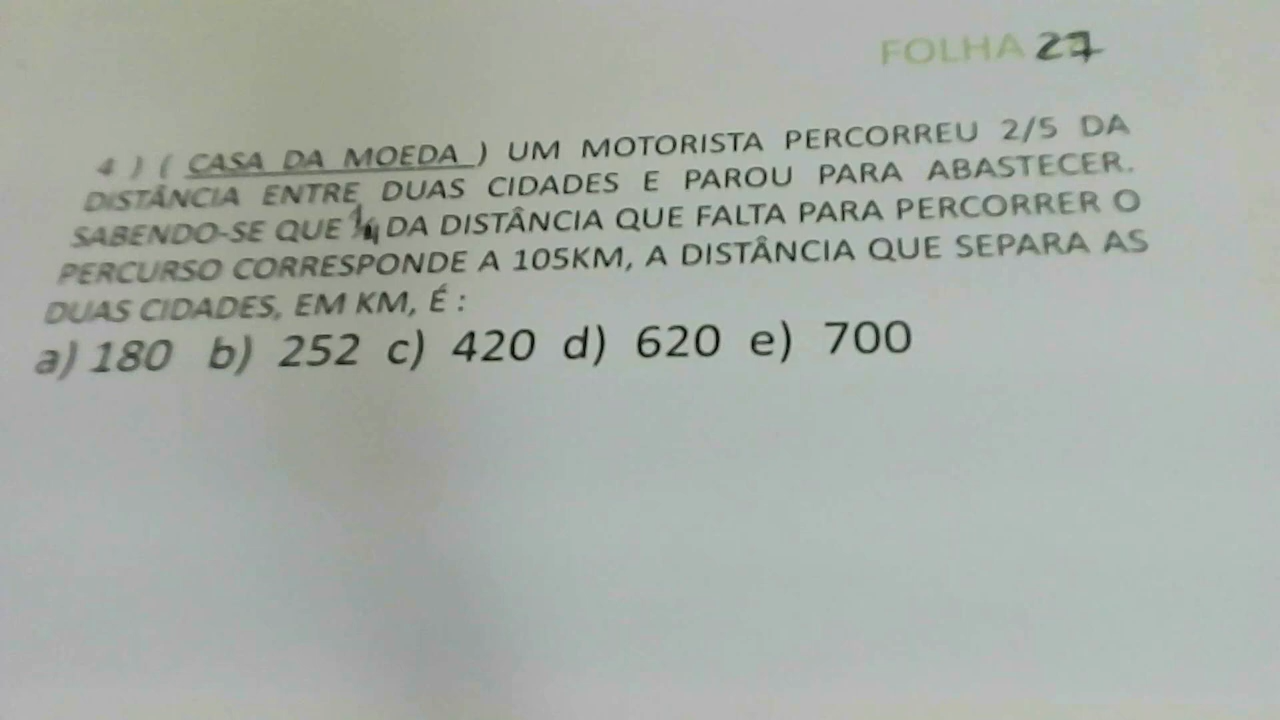 FOLHA 27
4 ) ( CASA DA MOEDA ) UM MOTORISTA PERCORREU 2/5 DA
DISTÂNCIA ENTRE DUAS CIDADES E PAROU PARA ABASTECER.
SABENDO-SE QUE 1/4 DA DISTÂNCIA QUE FALTA PARA PERCORRER O
PERCURSO CORRESPONDE A 105KM, A DISTÂNCIA QUE SEPARA AS
DUAS CIDADES, EM KM, É :
a) 180 b) 252 c) 420 d) 620 e) 700